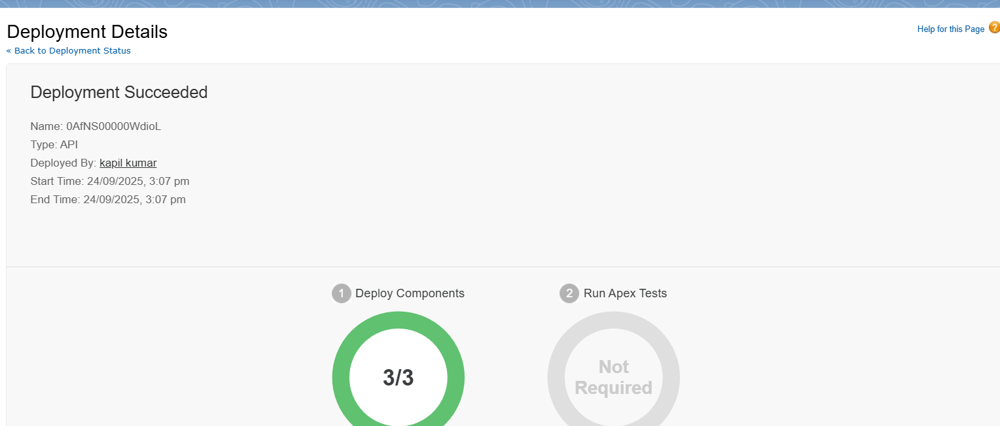 Deployment Details
Help for this Page ?
« Back to Deployment Status
Deployment Succeeded
Name: 0AfNS00000WdioL
Type: API
Deployed By: kapil kumar
Start Time: 24/09/2025, 3:07 pm
End Time: 24/09/2025, 3:07 pm
1 Deploy Components
2 Run Apex Tests
3/3
Not
Required